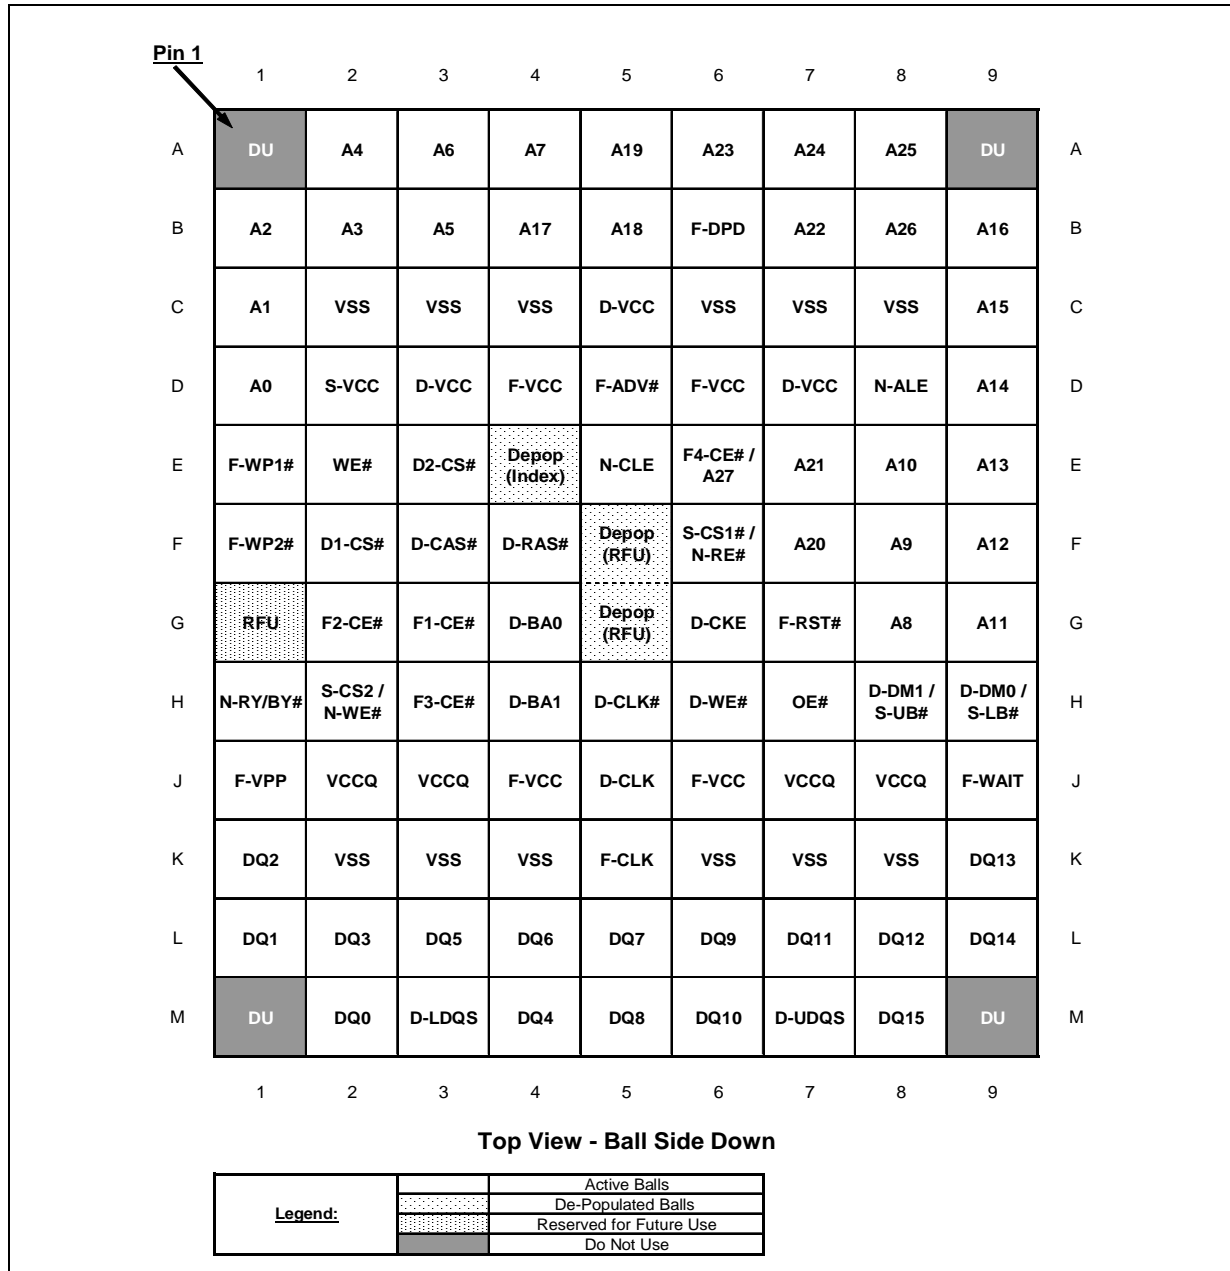 Pin 1
1 2 3 4 5 6 7 8 9
A DU A4 A6 A7 A19 A23 A24 A25 DU A
B A2 A3 A5 A17 A18 F-DPD A22 A26 A16 B
C A1 VSS VSS VSS D-VCC VSS VSS VSS A15 C
D A0 S-VCC D-VCC F-VCC F-ADV# F-VCC D-VCC N-ALE A14 D
E F-WP1# WE# D2-CS# Depop (Index) N-CLE F4-CE# / A27 A21 A10 A13 E
F F-WP2# D1-CS# D-CAS# D-RAS# Depop (RFU) S-CS1# / N-RE# A20 A9 A12 F
G RFU F2-CE# F1-CE# D-BA0 Depop (RFU) D-CKE F-RST# A8 A11 G
H N-RY/BY# S-CS2 / N-WE# F3-CE# D-BA1 D-CLK# D-WE# OE# D-DM1 / S-UB# D-DM0 / S-LB# H
J F-VPP VCCQ VCCQ F-VCC D-CLK F-VCC VCCQ VCCQ F-WAIT J
K DQ2 VSS VSS VSS F-CLK VSS VSS VSS DQ13 K
L DQ1 DQ3 DQ5 DQ6 DQ7 DQ9 DQ11 DQ12 DQ14 L
M DU DQ0 D-LDQS DQ4 DQ8 DQ10 D-UDQS DQ15 DU M
1 2 3 4 5 6 7 8 9
Top View - Ball Side Down
Legend:
Active Balls
De-Populated Balls
Reserved for Future Use
Do Not Use